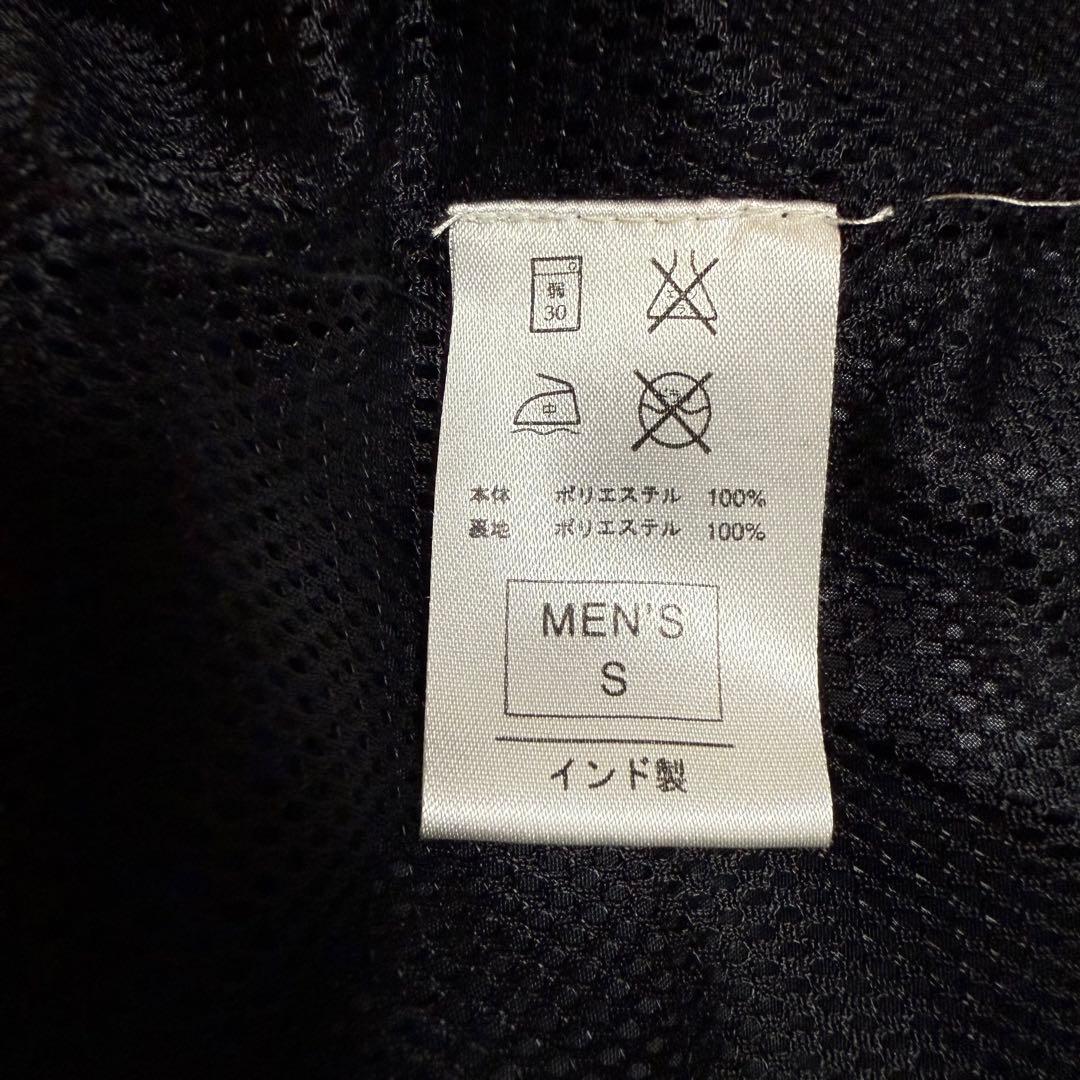 弱
30
中
本体 ポリエステル 100%
裏地 ポリエステル 100%
MEN'S
S
インド製